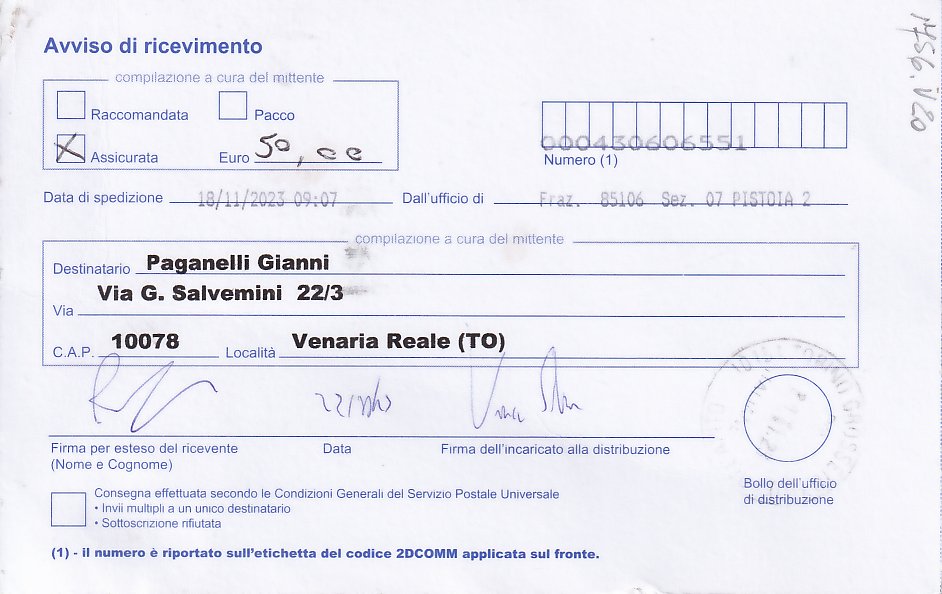 Avviso di ricevimento
compilazione a cura del mittente
Raccomandata
Pacco
X Assicurata
Euro 50,00
000430606551
Numero (1)
Data di spedizione 18/11/2023 09:07
Dall'ufficio di Fraz. 85106 Sez. 07 PISTOIA 2
compilazione a cura del mittente
Destinatario Paganelli Gianni
Via G. Salvemini 22/3
Via
C.A.P. 10078 Località Venaria Reale (TO)
Firma per esteso del ricevente
(Nome e Cognome)
Data
Firma dell'incaricato alla distribuzione
Bollo dell'ufficio
di distribuzione
Consegna effettuata secondo le Condizioni Generali del Servizio Postale Universale
• Invii multipli a un unico destinatario
• Sottoscrizione rifiutata
(1) - il numero è riportato sull'etichetta del codice 2DCOMM applicata sul fronte.